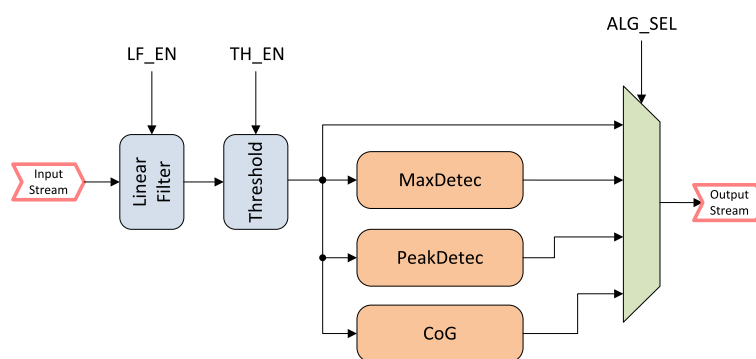 ALG_SEL
LF_EN
TH_EN
Input
Stream
Linear
Filter
Threshold
MaxDetec
PeakDetec
CoG
Output
Stream